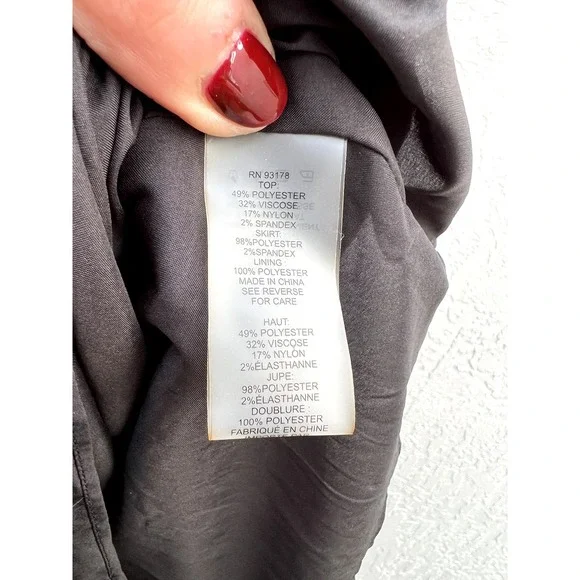 RN 93178
TOP:
49% POLYESTER
32% VISCOSE
17% NYLON
2% SPANDEX
SKIRT:
98%POLYESTER
2%SPANDEX
LINING :
100% POLYESTER
MADE IN CHINA
SEE REVERSE
FOR CARE
HAUT:
49% POLYESTER
32% VISCOSE
17% NYLON
2%ÉLASTHANNE
JUPE:
98%POLYESTER
2%ÉLASTHANNE
DOUBLURE :
100% POLYESTER
FABRIQUÉ EN CHINE